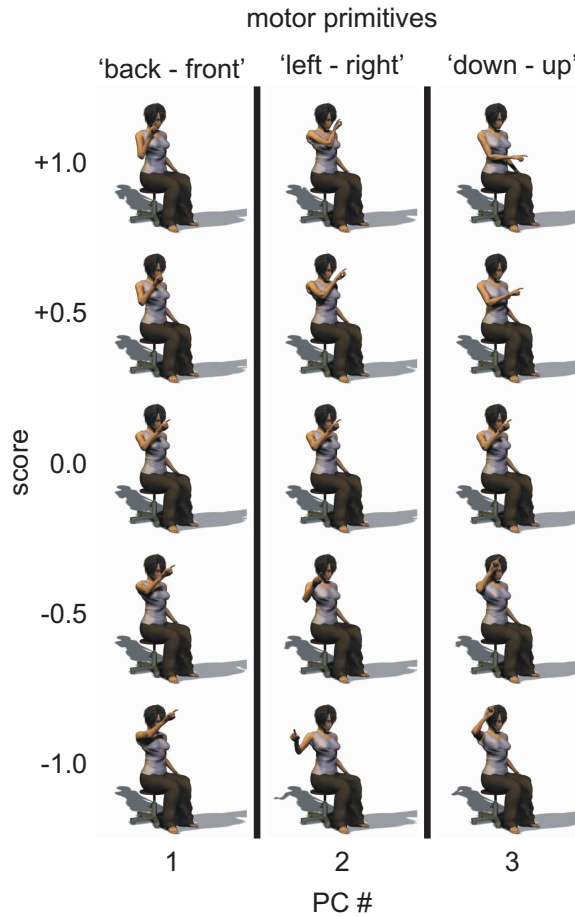 motor primitives
‘back - front’ ‘left - right’ ‘down - up’
+1.0
+0.5
score
0.0
-0.5
-1.0
1 2 3
PC #